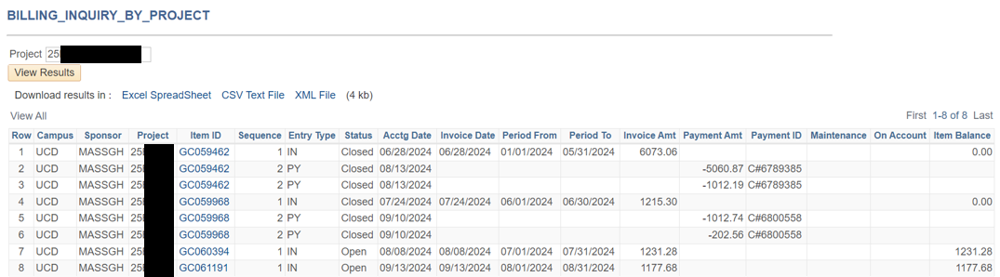 BILLING_INQUIRY_BY_PROJECT
Project 25
View Results
Download results in : Excel SpreadSheet CSV Text File XML File (4 kb)
View All First 1-8 of 8 Last
Row Campus Sponsor Project Item ID Sequence Entry Type Status Acctg Date Invoice Date Period From Period To Invoice Amt Payment Amt Payment ID Maintenance On Account Item Balance
1 UCD MASSGH 25 GC059462 1 IN Closed 06/28/2024 06/28/2024 01/01/2024 05/31/2024 6073.06 0.00
2 UCD MASSGH 25 GC059462 2 PY Closed 08/13/2024 -5060.87 C#6789385
3 UCD MASSGH 25 GC059462 2 PY Closed 08/13/2024 -1012.19 C#6789385
4 UCD MASSGH 25 GC059968 1 IN Closed 07/24/2024 07/24/2024 06/01/2024 06/30/2024 1215.30 0.00
5 UCD MASSGH 25 GC059968 2 PY Closed 09/10/2024 -1012.74 C#6800558
6 UCD MASSGH 25 GC059968 2 PY Closed 09/10/2024 -202.56 C#6800558
7 UCD MASSGH 25 GC060394 1 IN Open 08/08/2024 08/08/2024 07/01/2024 07/31/2024 1231.28 1231.28
8 UCD MASSGH 25 GC061191 1 IN Open 09/13/2024 09/13/2024 08/01/2024 08/31/2024 1177.68 1177.68